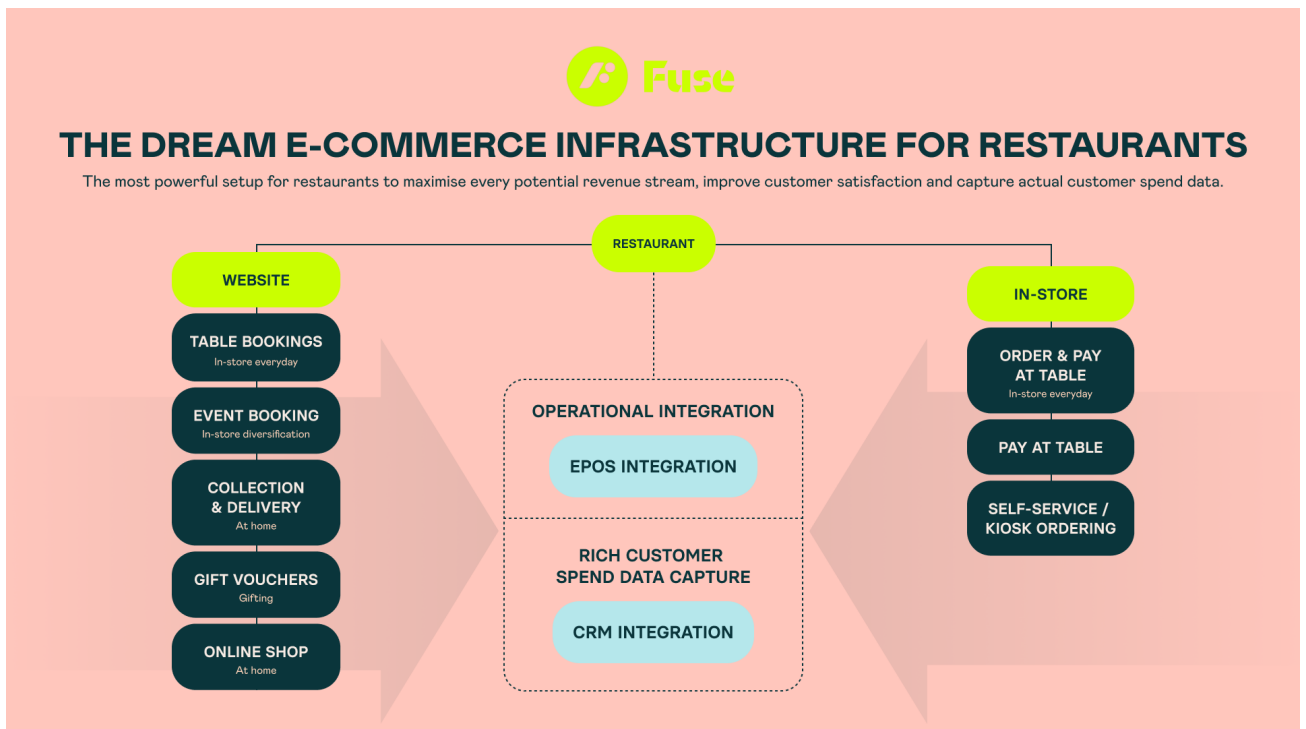 Fuse
THE DREAM E-COMMERCE INFRASTRUCTURE FOR RESTAURANTS
The most powerful setup for restaurants to maximise every potential revenue stream, improve customer satisfaction and capture actual customer spend data.
RESTAURANT
WEBSITE
TABLE BOOKINGS
In-store everyday
EVENT BOOKING
In-store diversification
COLLECTION
& DELIVERY
At home
GIFT VOUCHERS
Gifting
ONLINE SHOP
At home
OPERATIONAL INTEGRATION
EPOS INTEGRATION
RICH CUSTOMER
SPEND DATA CAPTURE
CRM INTEGRATION
IN-STORE
ORDER & PAY
AT TABLE
In-store everyday
PAY AT TABLE
SELF-SERVICE /
KIOSK ORDERING